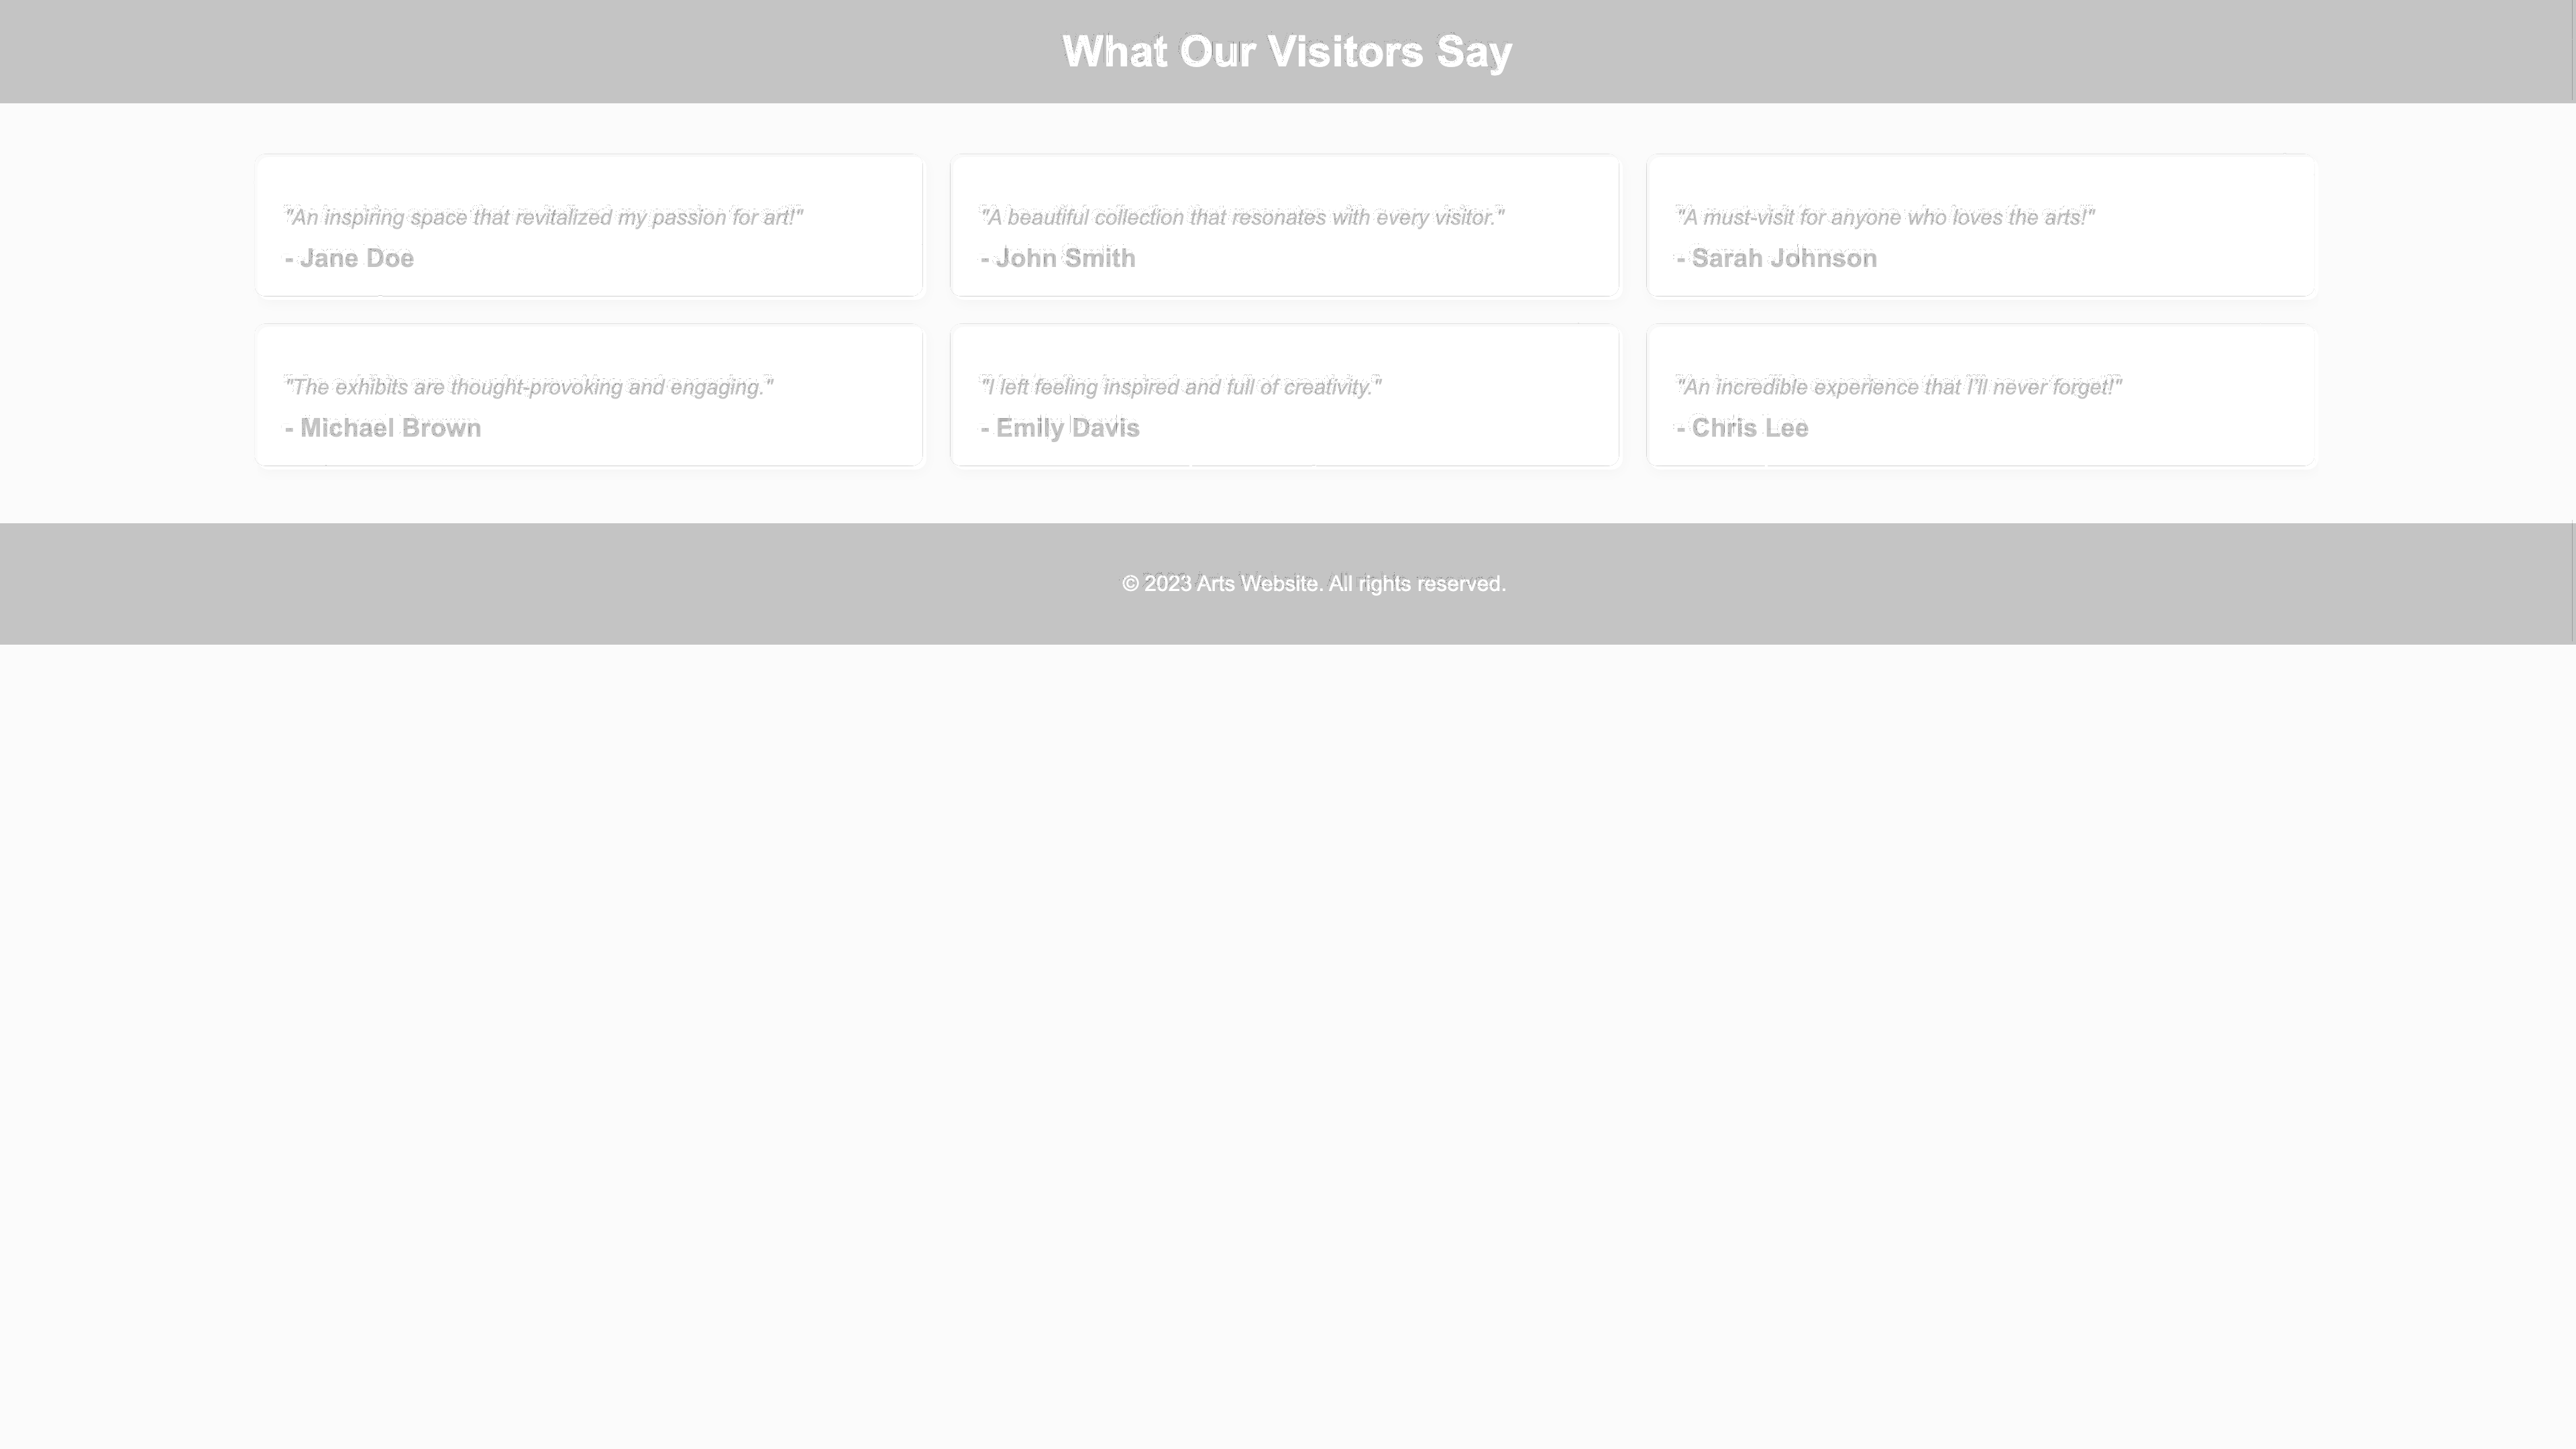 What Our Visitors Say
"An inspiring space that revitalized my passion for art!"
- Jane Doe
"A beautiful collection that resonates with every visitor."
- John Smith
"A must-visit for anyone who loves the arts!"
- Sarah Johnson
"The exhibits are thought-provoking and engaging."
- Michael Brown
"I left feeling inspired and full of creativity."
- Emily Davis
"An incredible experience that I'll never forget!"
- Chris Lee
© 2023 Arts Website. All rights reserved.